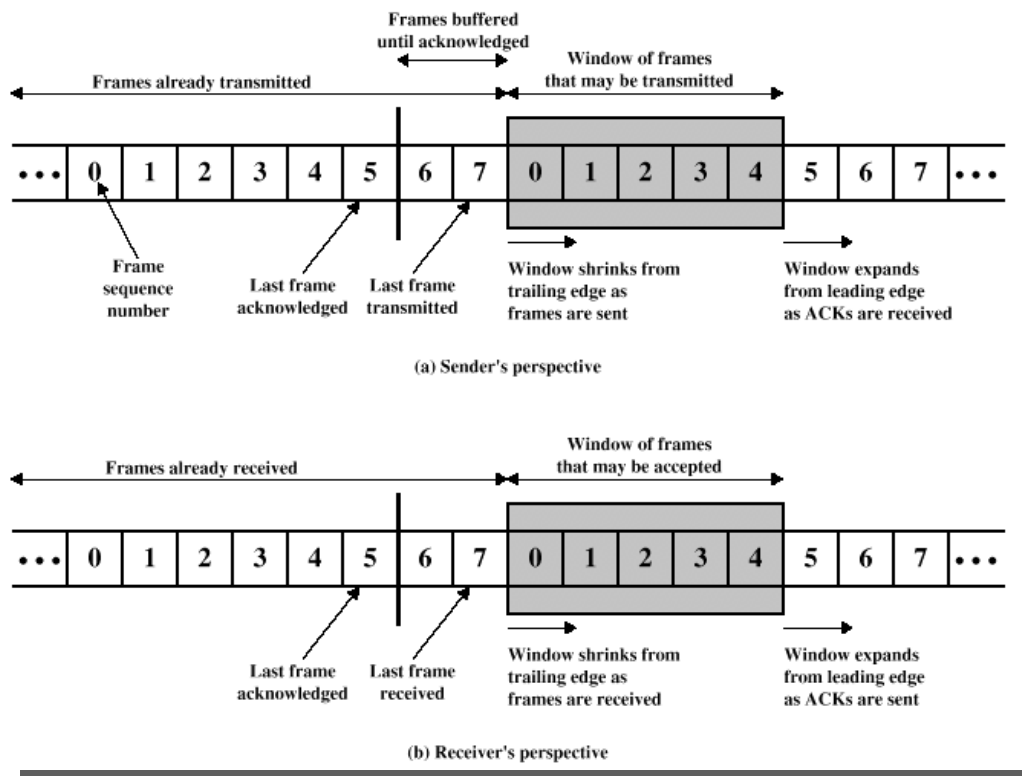 Frames buffered
until acknowledged
Window of frames
that may be transmitted
Frames already transmitted
••• 0 1 2 3 4 5 6 7 0 1 2 3 4 5 6 7 •••
Frame
sequence
number
Last frame
acknowledged
Last frame
transmitted
Window shrinks from
trailing edge as
frames are sent
Window expands
from leading edge
as ACKs are received
(a) Sender's perspective
Window of frames
that may be accepted
Frames already received
••• 0 1 2 3 4 5 6 7 0 1 2 3 4 5 6 7 •••
Last frame
acknowledged
Last frame
received
Window shrinks from
trailing edge as
frames are received
Window expands
from leading edge
as ACKs are sent
(b) Receiver's perspective